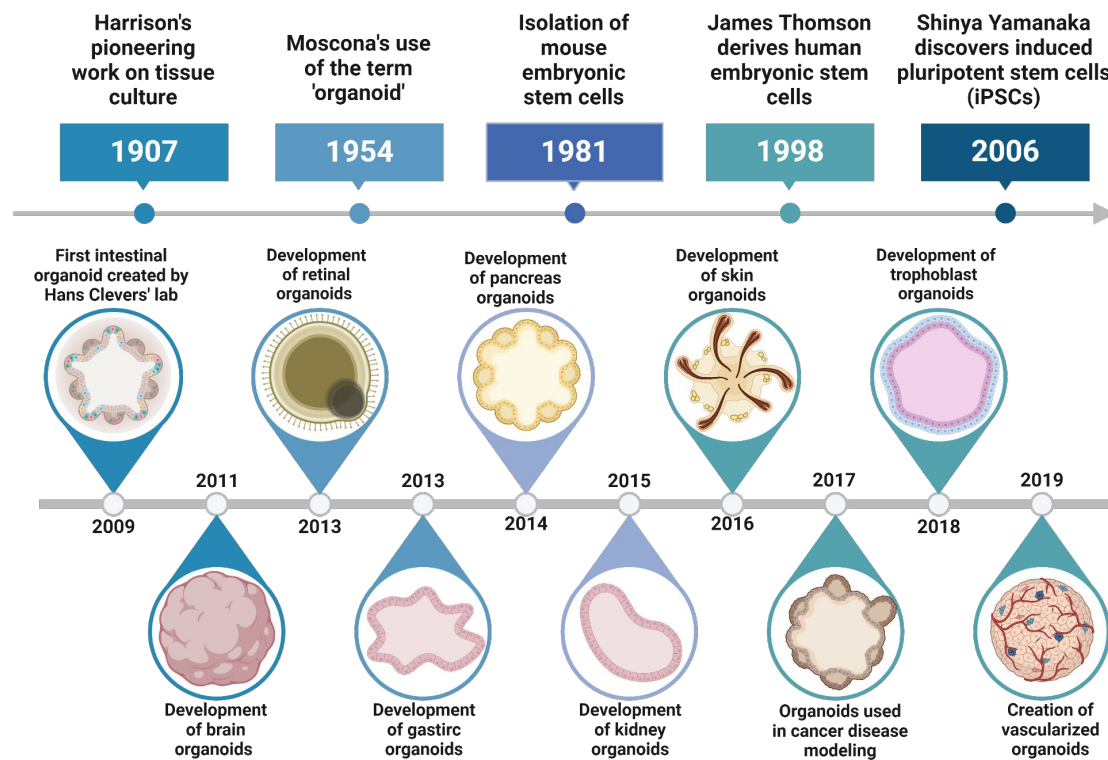 Harrison's
pioneering
work on tissue
culture
1907
Moscona's use
of the term
'organoid'
1954
Isolation of
mouse
embryonic
stem cells
1981
James Thomson
derives human
embryonic stem
cells
1998
Shinya Yamanaka
discovers induced
pluripotent stem cells
(iPSCs)
2006
First intestinal
organoid created by
Hans Clevers' lab
2009
2011
Development
of brain
organoids
Development
of retinal
organoids
2013
2013
Development
of gastirc
organoids
Development
of pancreas
organoids
2014
2015
Development
of kidney
organoids
Development
of skin
organoids
2016
2017
Organoids used
in cancer disease
modeling
Development of
trophoblast
organoids
2018
2019
Creation of
vascularized
organoids